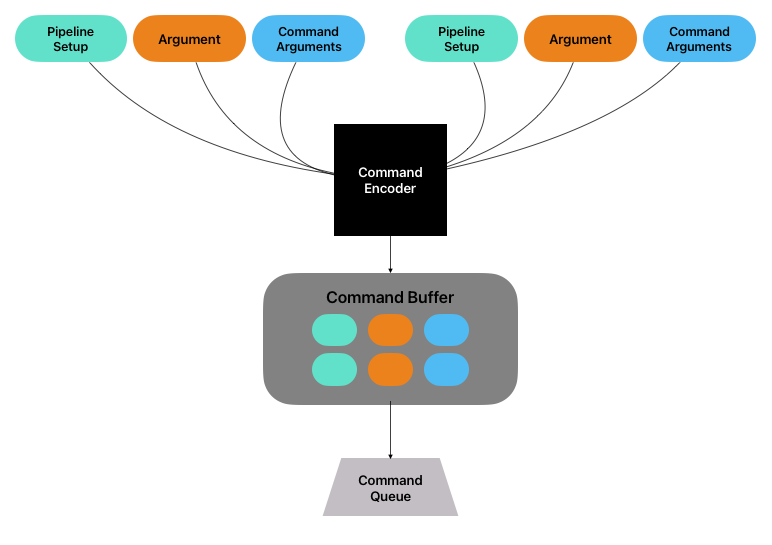 Pipeline
Setup
Argument
Command
Arguments
Pipeline
Setup
Argument
Command
Arguments
Command
Encoder
Command Buffer
Command
Queue